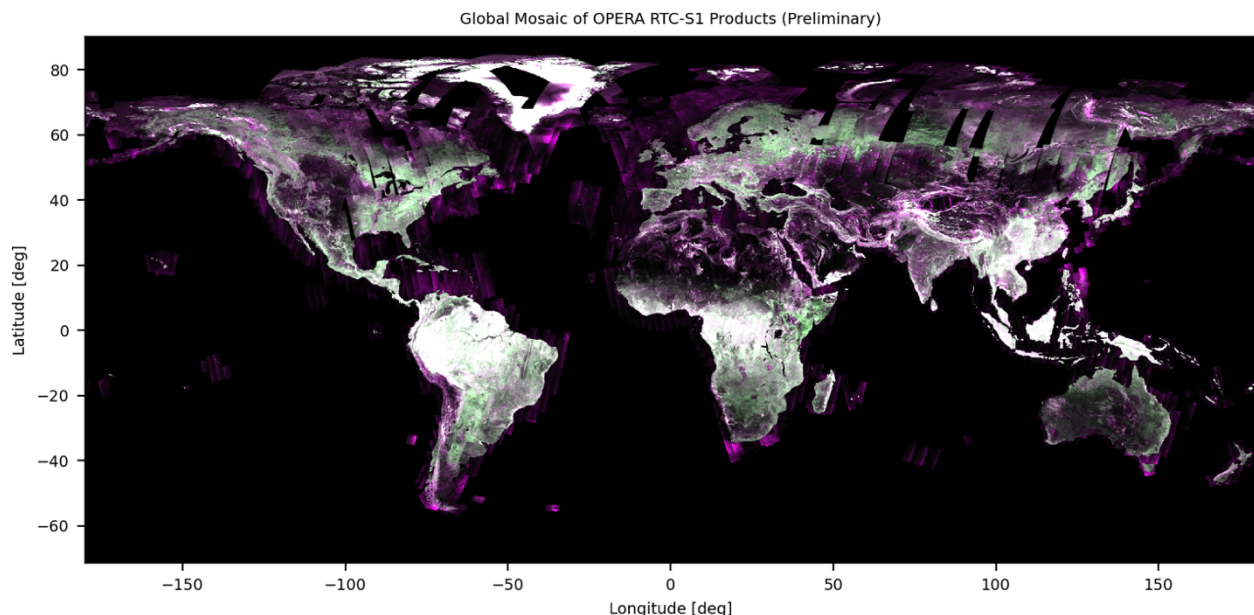 Global Mosaic of OPERA RTC-S1 Products (Preliminary)
80
60
40
20
0
−20
−40
−60
Latitude [deg]
−150 −100 −50 0 50 100 150
Longitude [deg]